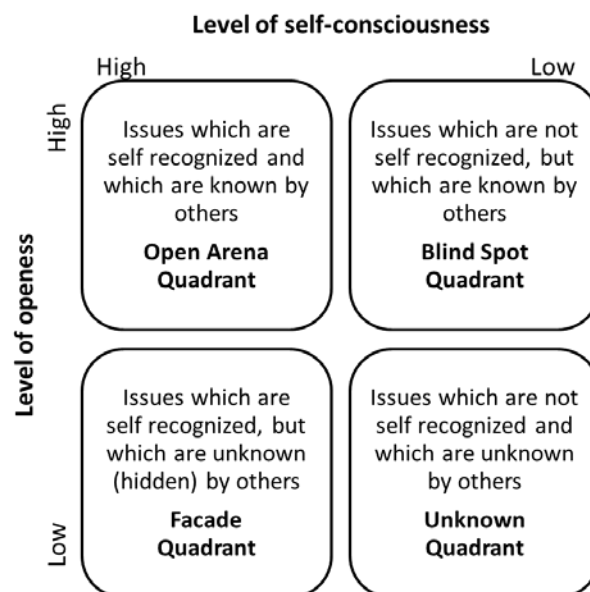 Level of self-consciousness
High
Low
High
Issues which are
self recognized and
which are known by
others
Open Arena
Quadrant
Issues which are not
self recognized, but
which are known by
others
Blind Spot
Quadrant
Level of openess
Issues which are
self recognized, but
which are unknown
(hidden) by others
Facade
Quadrant
Issues which are not
self recognized and
which are unknown
by others
Unknown
Quadrant
Low